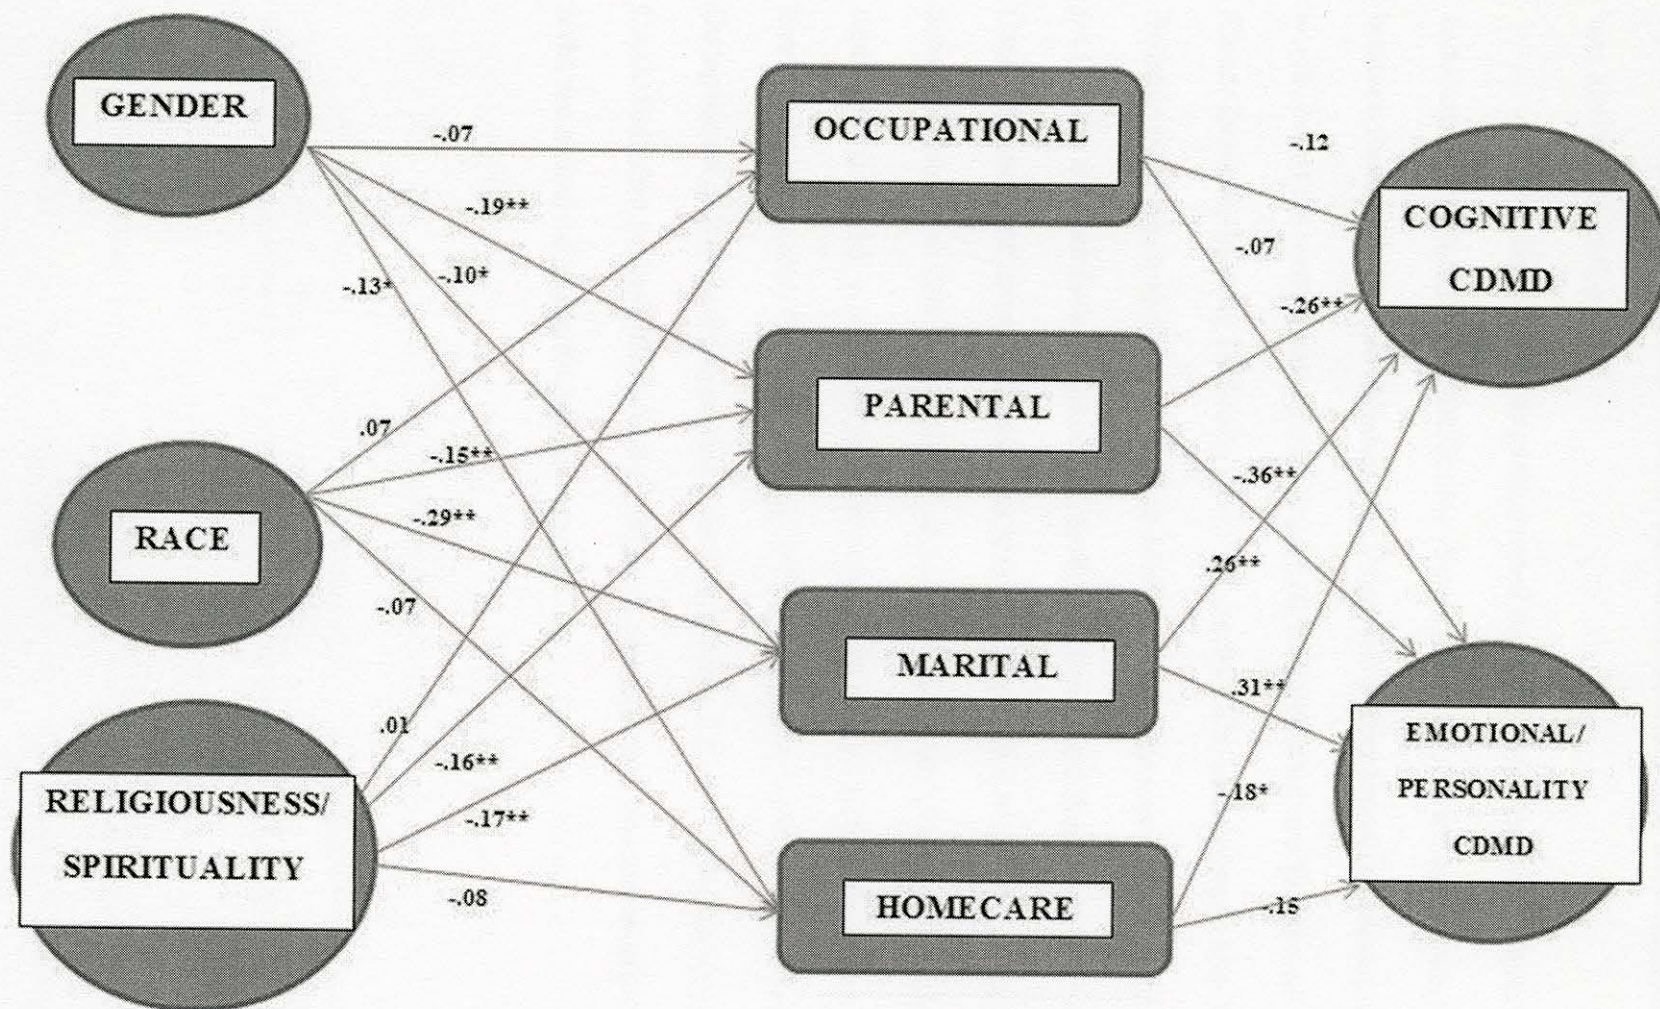 GENDER
OCCUPATIONAL
COGNITIVE
CDMD
-.07
-.12
-.19**
-.07
-.13*
-.10*
-.26**
PARENTAL
.07
-.15**
-.36**
-.29**
RACE
.26**
-.07
MARITAL
.31**
.01
-.16**
-.17**
-.18*
EMOTIONAL/
PERSONALITY
CDMD
RELIGIOUSNESS/
SPIRITUALITY
-.08
HOMECARE
-.15